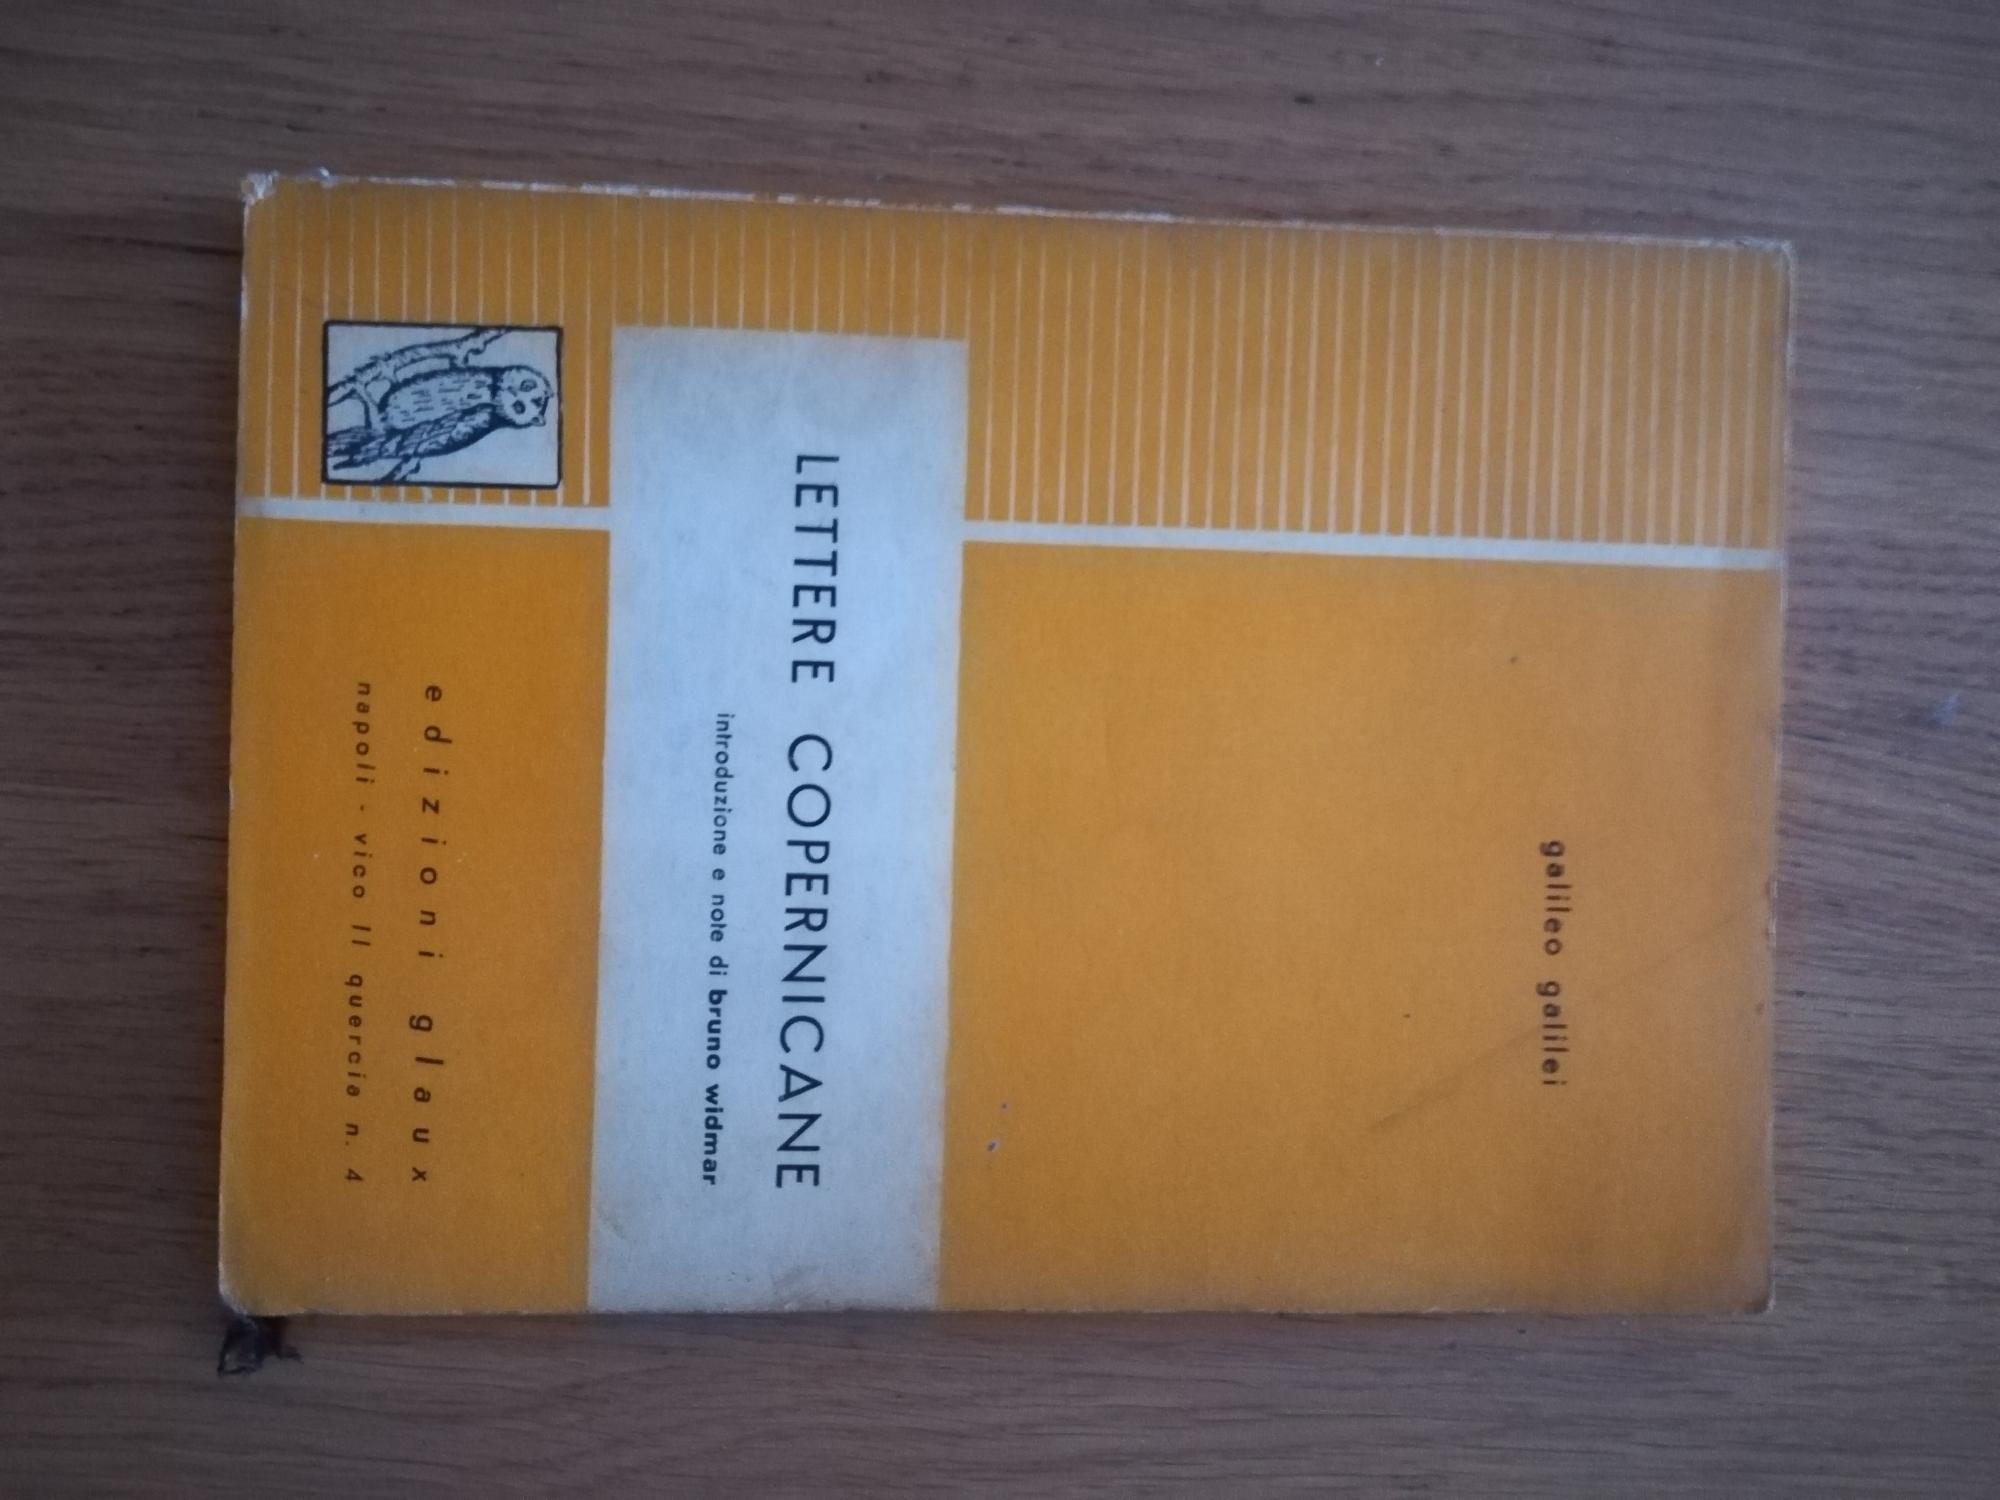 galileo galilei
LETTERE COPERNICANE
introduzione e note di bruno widmar
edizioni glaux
napoli - vico II quercia n. 4